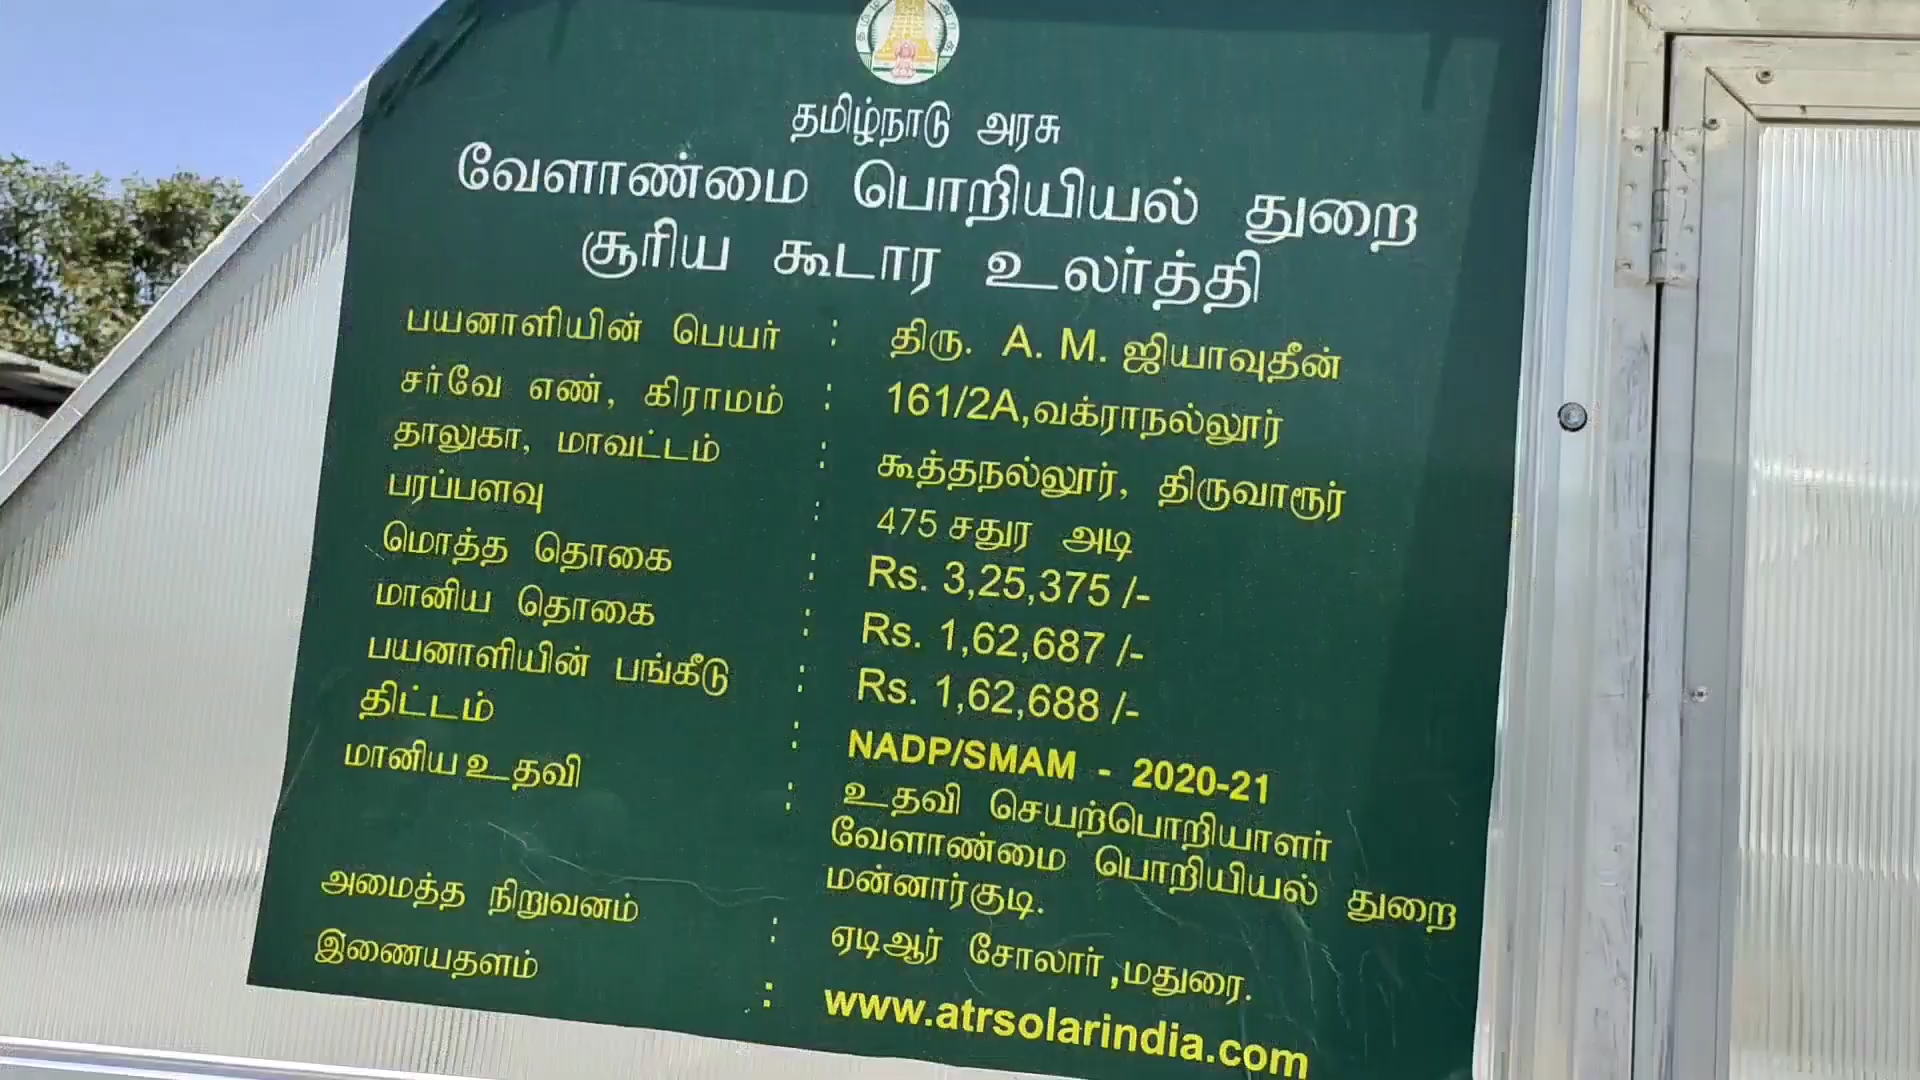 தமிழ்நாடு அரசு
வேளாண்மை பொறியியல் துறை
சூரிய கூடார உலர்த்தி
பயனாளியின் பெயர் : திரு. A. M. ஜியாவுதீன்
சர்வே எண், கிராமம் : 161/2A,வக்ராநல்லூர்
தாலுகா, மாவட்டம் : கூத்தநல்லூர், திருவாரூர்
பரப்பளவு : 475 சதுர அடி
மொத்த தொகை : Rs. 3,25,375 /-
மானிய தொகை : Rs. 1,62,687 /-
பயனாளியின் பங்கீடு : Rs. 1,62,688 /-
திட்டம் : NADP/SMAM - 2020-21
மானிய உதவி : உதவி செயற்பொறியாளர்
வேளாண்மை பொறியியல் துறை
மன்னார்குடி.
அமைத்த நிறுவனம் : ஏடிஆர் சோலார் ,மதுரை.
இணையதளம் : www.atrsolarindia.com